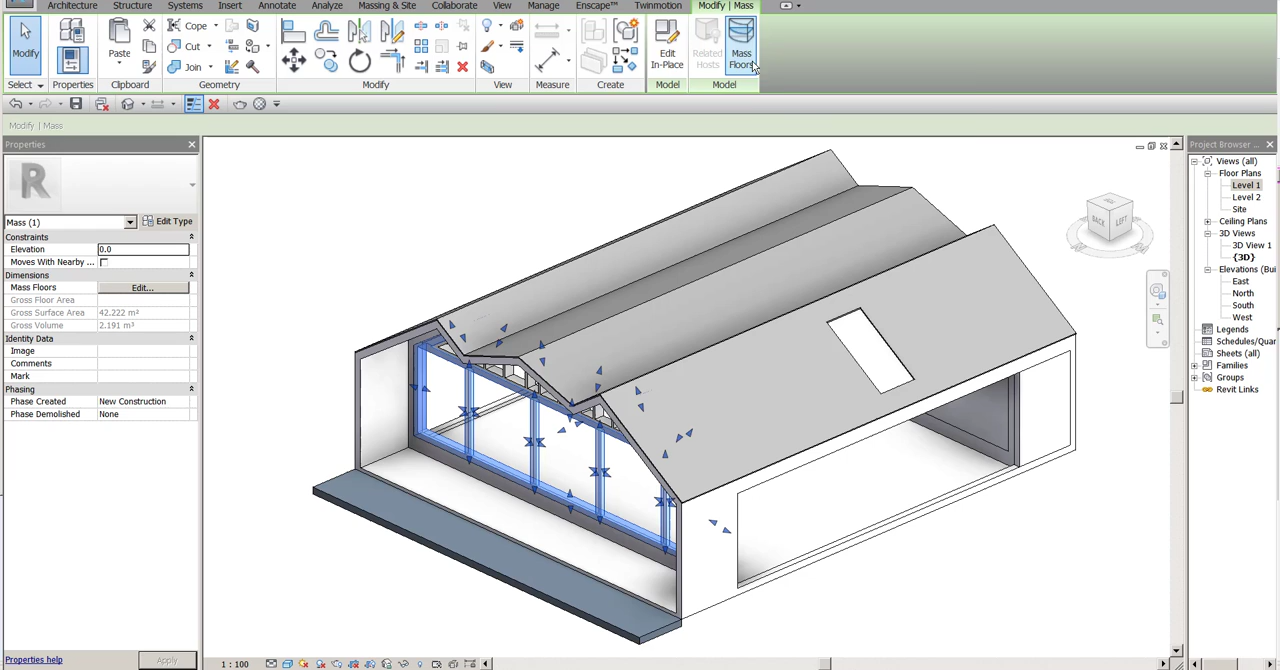 Architecture Structure Systems Insert Annotate Analyze Massing & Site Collaborate View Manage Enscape™ Twinmotion Modify | Mass
Modify
Properties
Paste
Cope
Cut
Join
Edit
In-Place
Related
Hosts
Mass
Floors
Select Properties Clipboard Geometry Modify View Measure Create Model Model
Modify | Mass
Properties
R
Mass (1)
Edit Type
Constraints
Elevation 0.0
Moves With Nearby ...
Dimensions
Mass Floors Edit...
Gross Floor Area
Gross Surface Area 42.222 m²
Gross Volume 2.191 m³
Identity Data
Image
Comments
Mark
Phasing
Phase Created New Construction
Phase Demolished None
Properties help
Apply
1 : 100
BACK LEFT
Project Browser ...
Views (all)
Floor Plans
Level 1
Level 2
Site
Ceiling Plans
3D Views
3D View 1
{3D}
Elevations (Bui
East
North
South
West
Legends
Schedules/Quar
Sheets (all)
Families
Groups
Revit Links